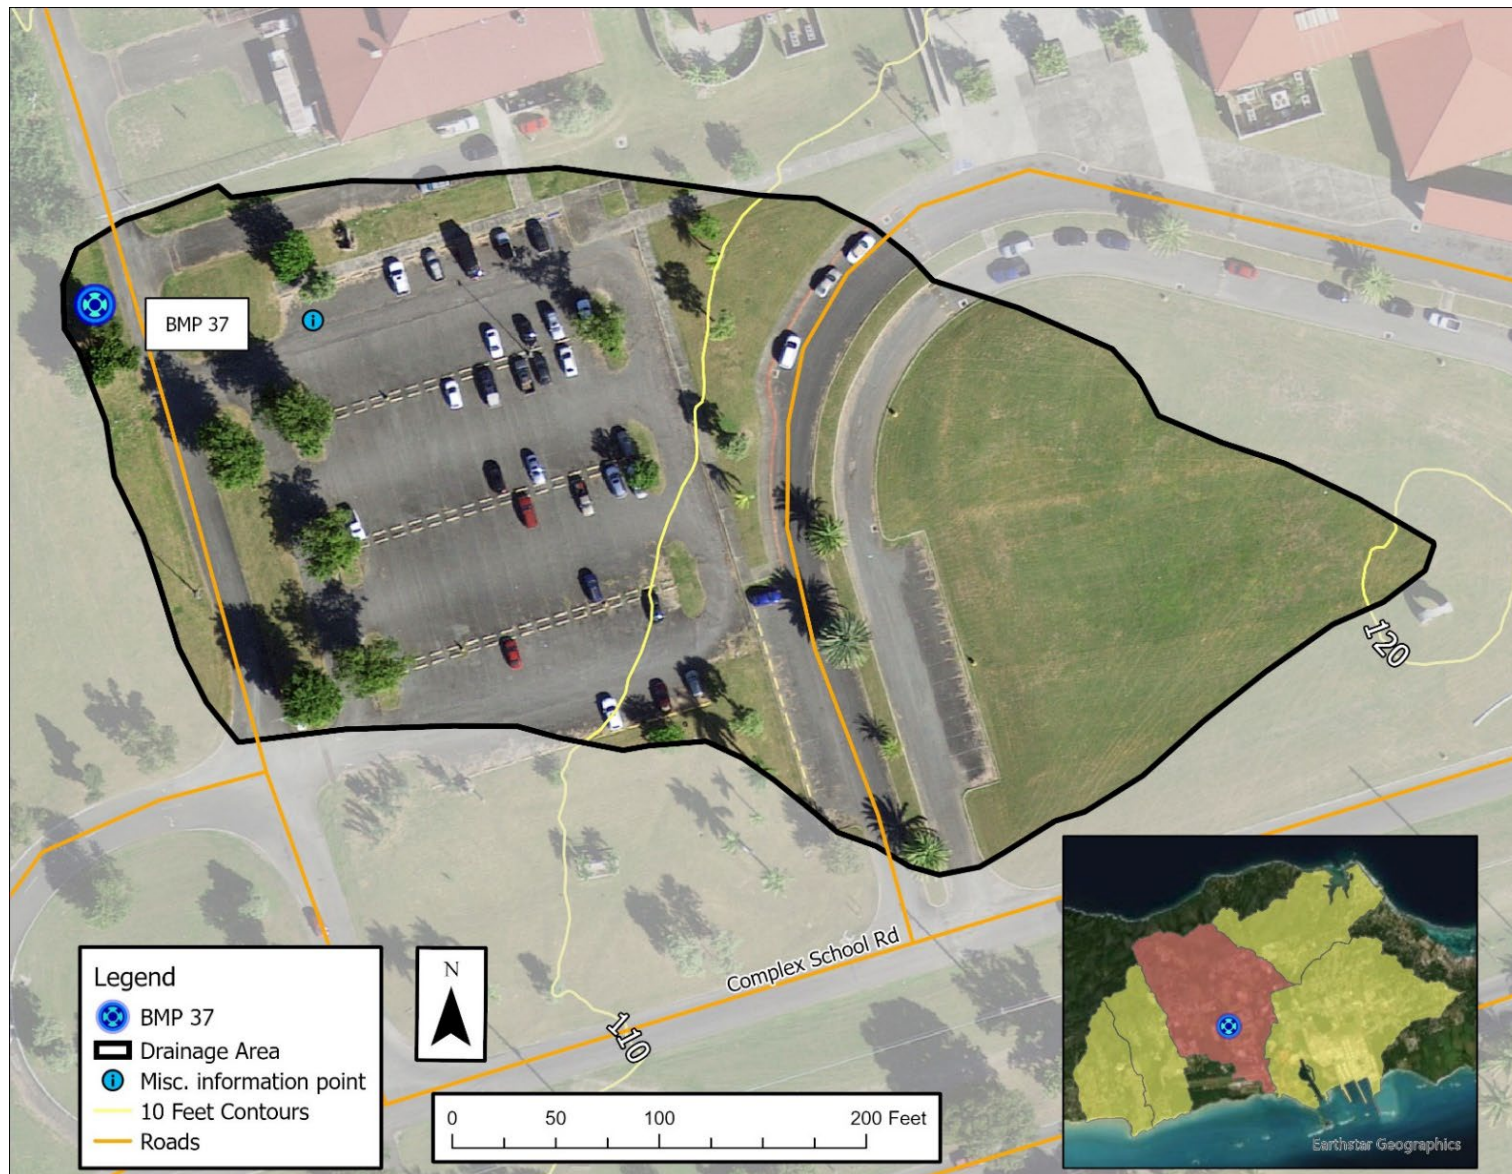 BMP 37
120
Complex School Rd
110
N
Legend
BMP 37
Drainage Area
Misc. information point
10 Feet Contours
Roads
0 50 100 200 Feet
Earthstar Geographics